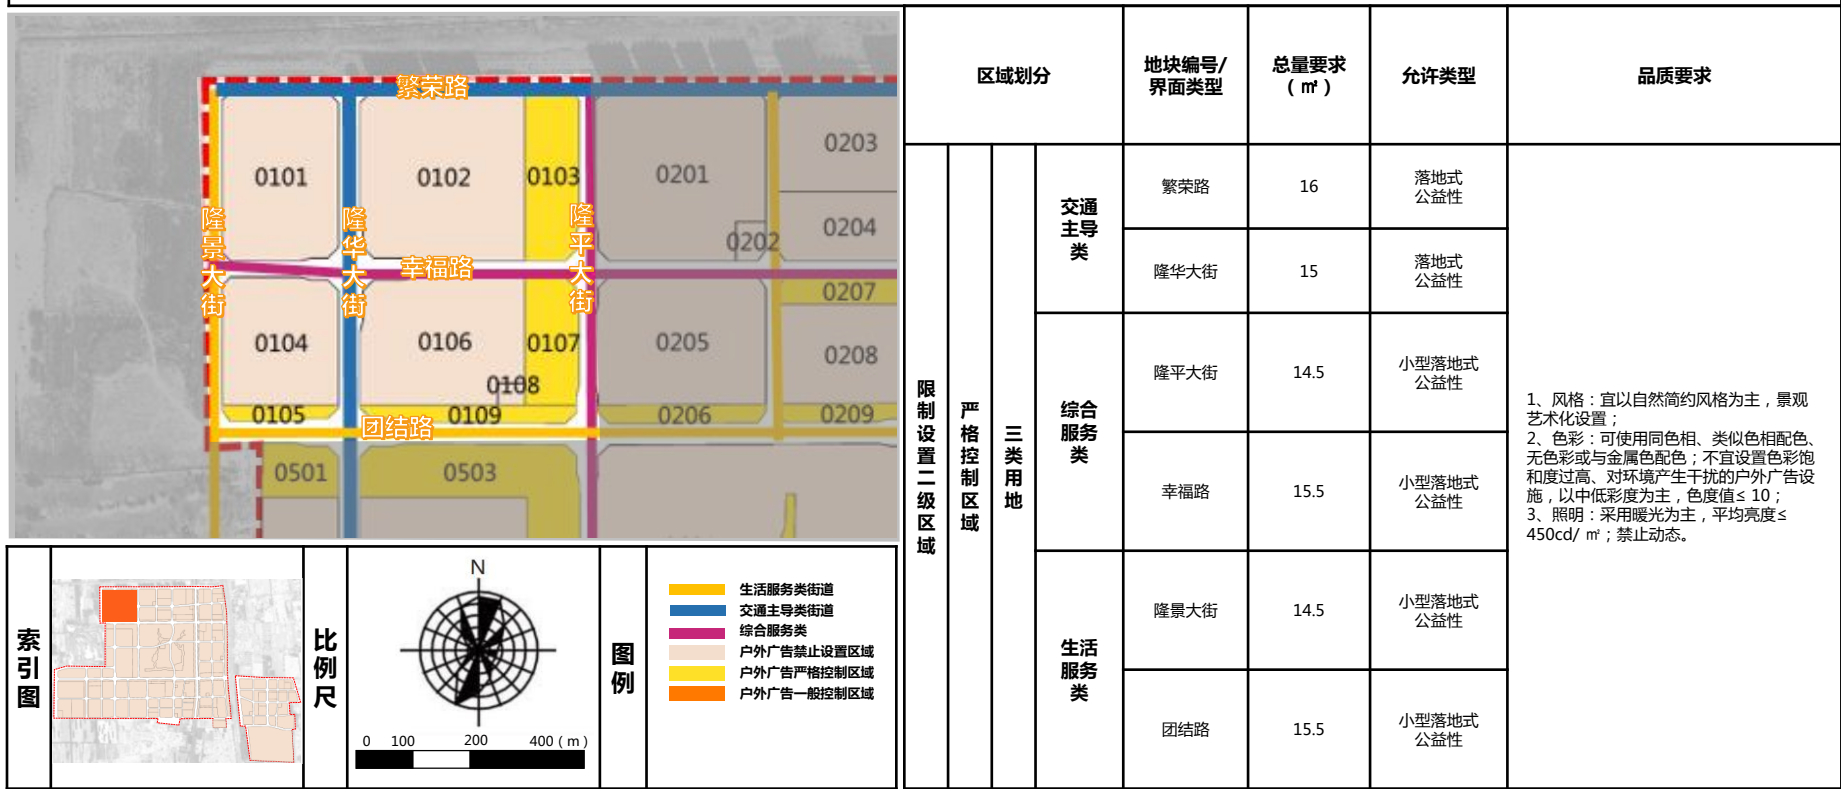 繁荣路
0101
0102
0103
0201
0203
0204
0202
隆景大街
隆华大街
隆平大街
幸福路
0207
0104
0106
0107
0205
0208
0108
0105
0109
0206
0209
团结路
0501
0503
索引图
比例尺
N
0 100 200 400（m）
图例
生活服务类街道
交通主导类街道
综合服务类
户外广告禁止设置区域
户外广告严格控制区域
户外广告一般控制区域
区域划分
地块编号/
界面类型
总量要求
（㎡）
允许类型
品质要求
限制设置二级区域
严格控制区域
三类用地
交通
主导
类
繁荣路
16
落地式
公益性
隆华大街
15
落地式
公益性
综合
服务
类
隆平大街
14.5
小型落地式
公益性
幸福路
15.5
小型落地式
公益性
生活
服务
类
隆景大街
14.5
小型落地式
公益性
团结路
15.5
小型落地式
公益性
1、风格：宜以自然简约风格为主，景观
艺术化设置；
2、色彩：可使用同色相、类似色相配色、
无色彩或与金属色配色；不宜设置色彩饱
和度过高、对环境产生干扰的户外广告设
施，以中低彩度为主，色度值≤ 10；
3、照明：采用暖光为主，平均亮度≤
450cd/ ㎡；禁止动态。